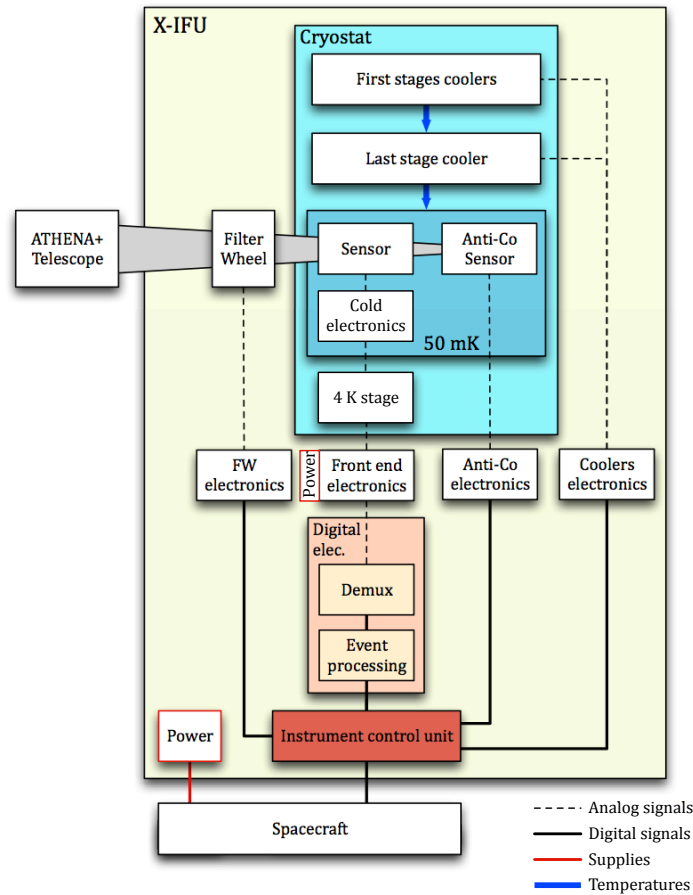 X-IFU
Cryostat
First stages coolers
Last stage cooler
ATHENA+
Telescope
Filter
Wheel
Sensor
Anti-Co
Sensor
Cold
electronics
50 mK
4 K stage
FW
electronics
Power
Front end
electronics
Anti-Co
electronics
Coolers
electronics
Digital
elec.
Demux
Event
processing
Power
Instrument control unit
Spacecraft
Analog signals
Digital signals
Supplies
Temperatures